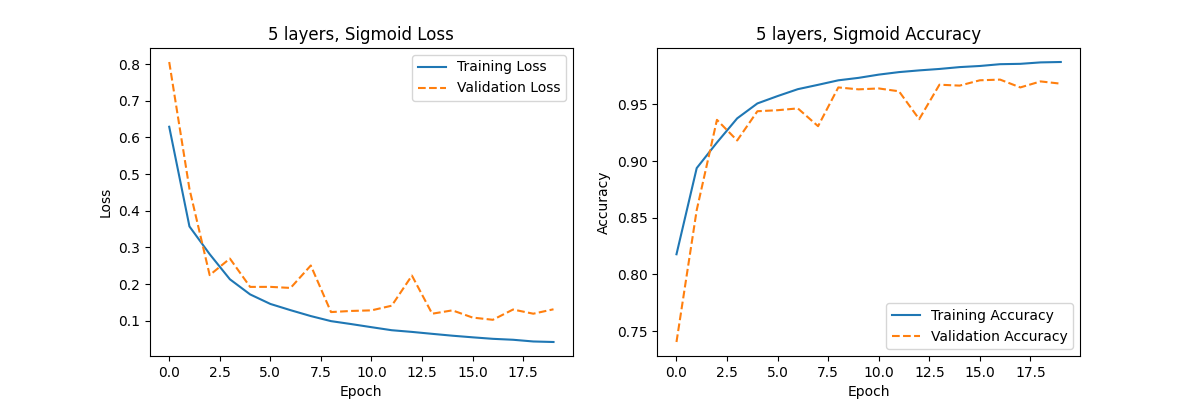 5 layers, Sigmoid Loss
Loss
0.8
0.7
0.6
0.5
0.4
0.3
0.2
0.1
Training Loss
Validation Loss
0.0 2.5 5.0 7.5 10.0 12.5 15.0 17.5
Epoch
5 layers, Sigmoid Accuracy
Accuracy
0.95
0.90
0.85
0.80
0.75
Training Accuracy
Validation Accuracy
0.0 2.5 5.0 7.5 10.0 12.5 15.0 17.5
Epoch